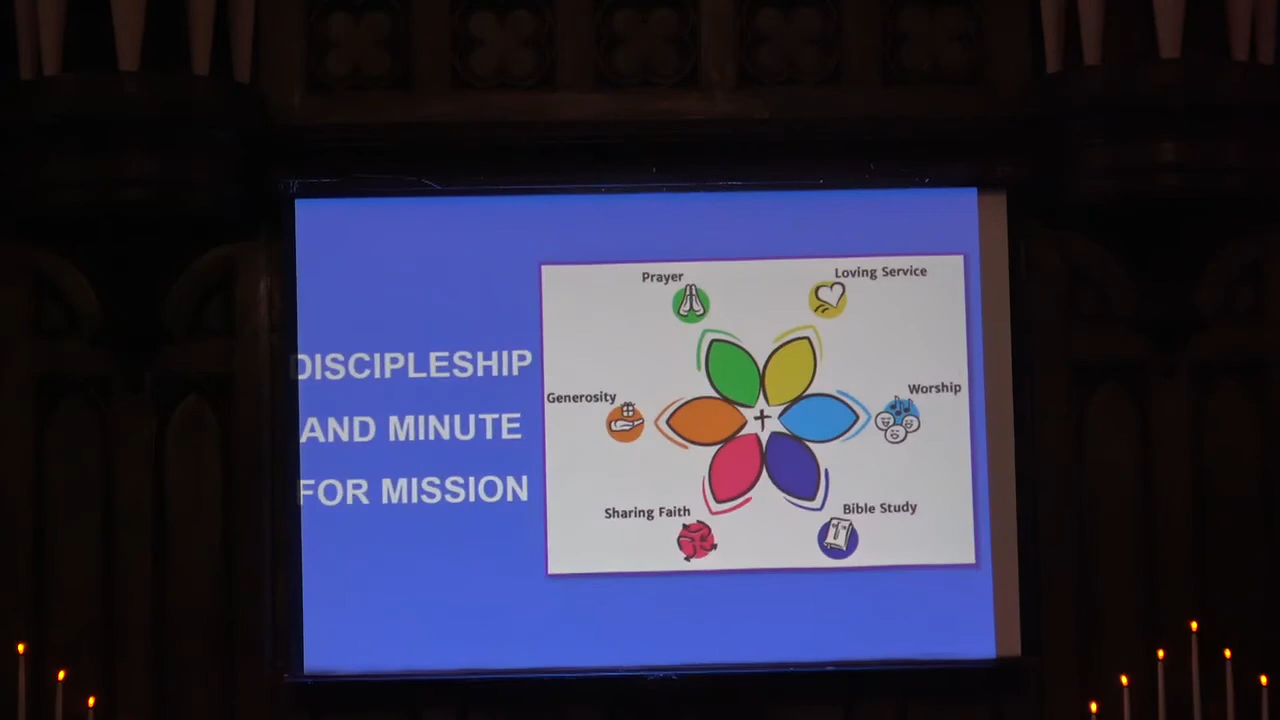 DISCIPLESHIP
AND MINUTE
FOR MISSION
Prayer
Loving Service
Generosity
Worship
Sharing Faith
Bible Study